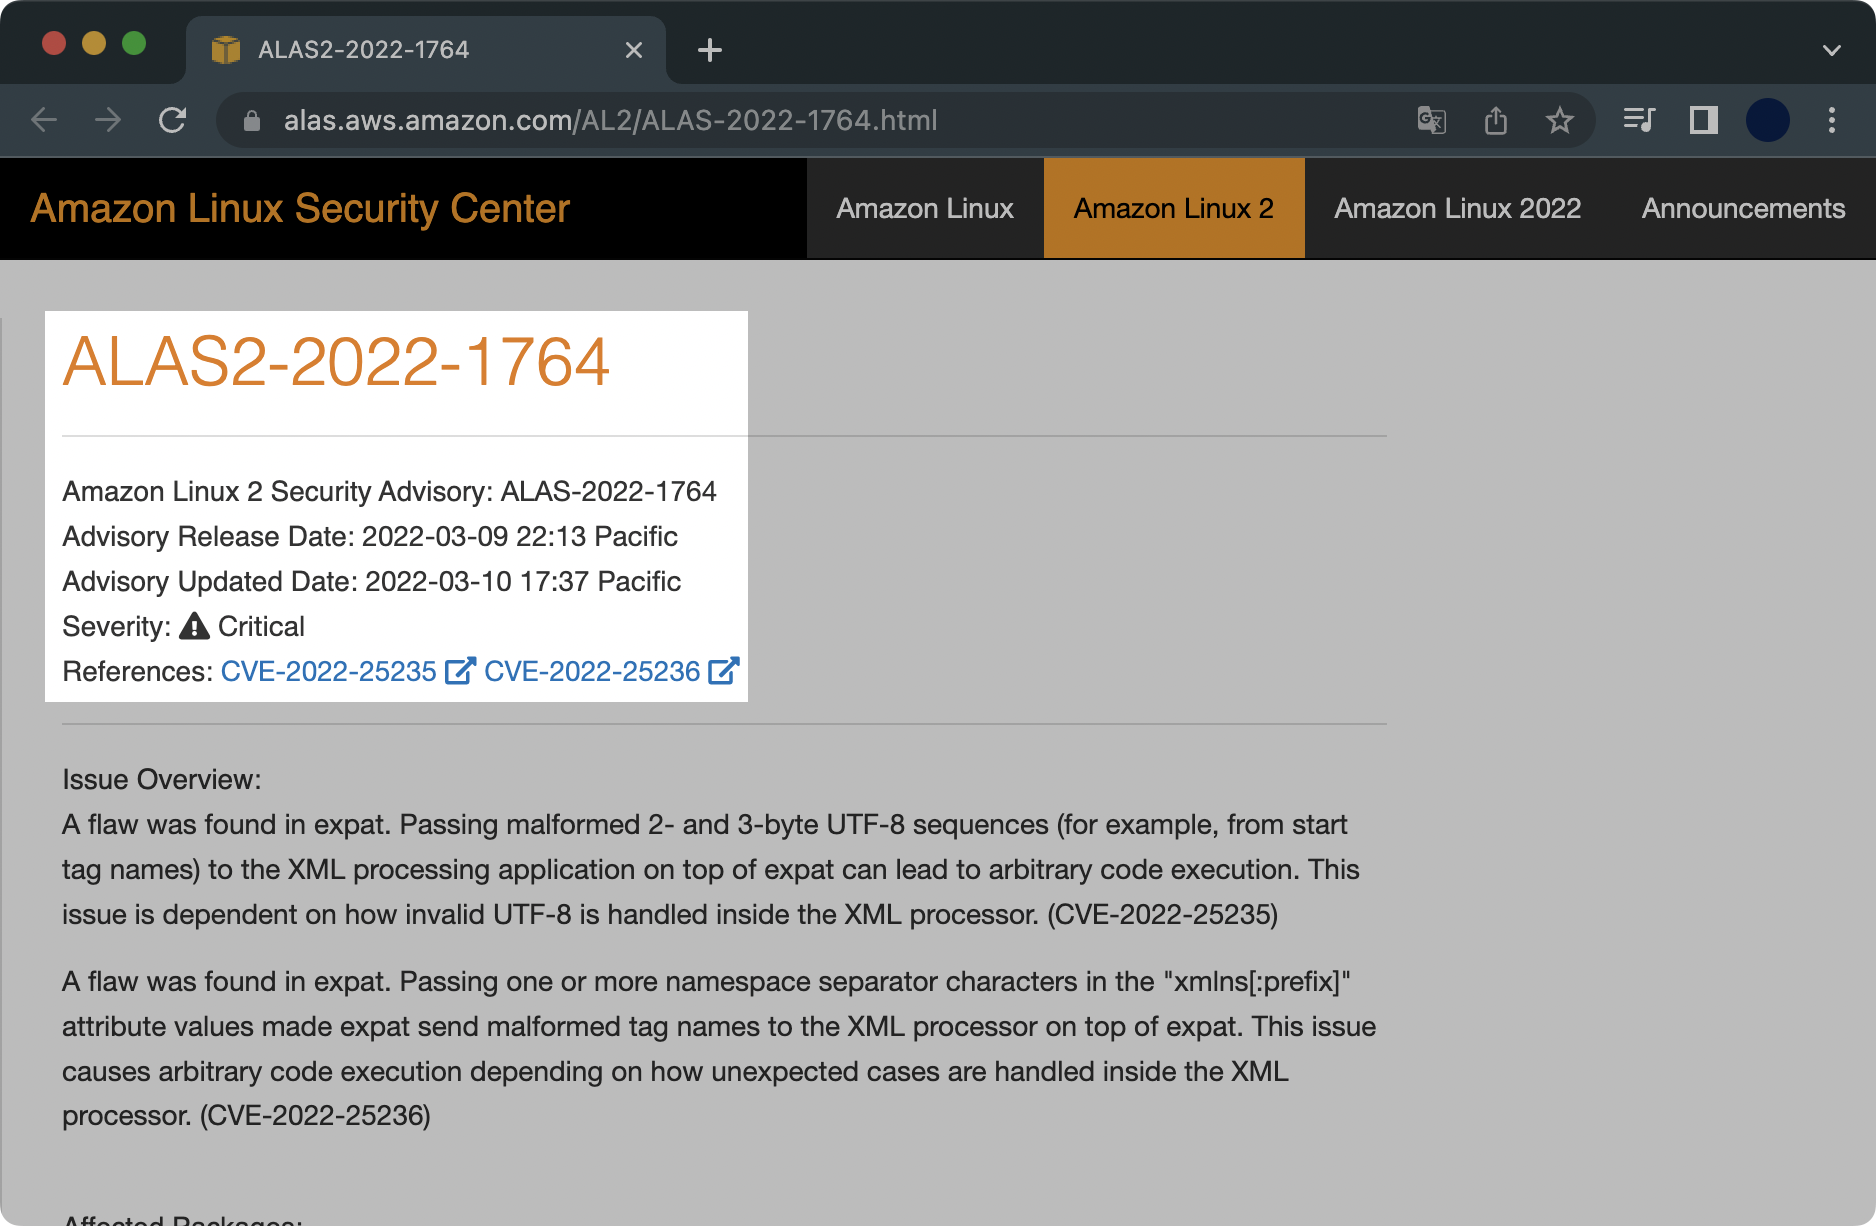 ALAS2-2022-1764
alas.aws.amazon.com/AL2/ALAS-2022-1764.html
Amazon Linux Security Center
Amazon Linux
Amazon Linux 2
Amazon Linux 2022
Announcements
ALAS2-2022-1764
Amazon Linux 2 Security Advisory: ALAS-2022-1764
Advisory Release Date: 2022-03-09 22:13 Pacific
Advisory Updated Date: 2022-03-10 17:37 Pacific
Severity: Critical
References: CVE-2022-25235 CVE-2022-25236
Issue Overview:
A flaw was found in expat. Passing malformed 2- and 3-byte UTF-8 sequences (for example, from start
tag names) to the XML processing application on top of expat can lead to arbitrary code execution. This
issue is dependent on how invalid UTF-8 is handled inside the XML processor. (CVE-2022-25235)
A flaw was found in expat. Passing one or more namespace separator characters in the "xmlns[:prefix]"
attribute values made expat send malformed tag names to the XML processor on top of expat. This issue
causes arbitrary code execution depending on how unexpected cases are handled inside the XML
processor. (CVE-2022-25236)
Affected Packages: